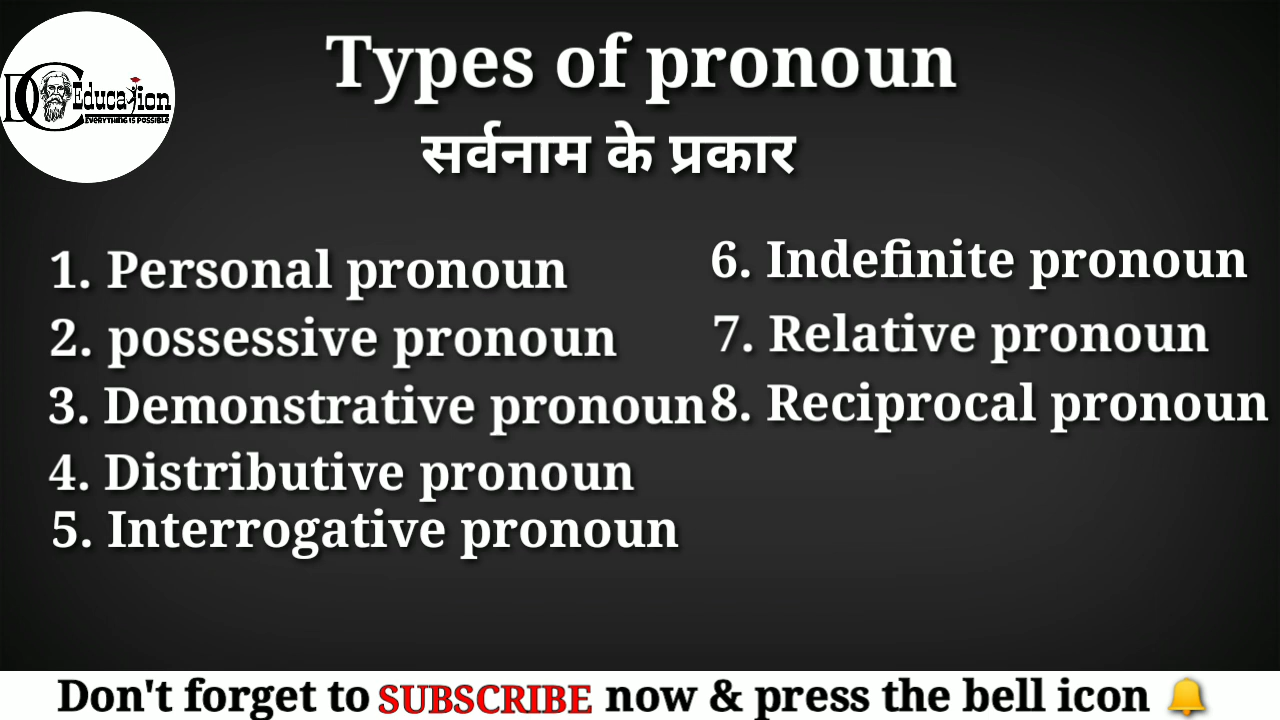 DC Education
EVERYTHING IS POSSIBLE
Types of pronoun
सर्वनाम के प्रकार
1. Personal pronoun
2. possessive pronoun
3. Demonstrative pronoun
4. Distributive pronoun
5. Interrogative pronoun
6. Indefinite pronoun
7. Relative pronoun
8. Reciprocal pronoun
Don't forget to SUBSCRIBE now & press the bell icon 🔔